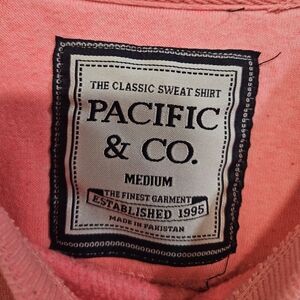 THE CLASSIC SWEAT SHIRT
PACIFIC
& CO.
MEDIUM
THE FINEST GARMENT
ESTABLISHED 1995
MADE IN PAKISTAN